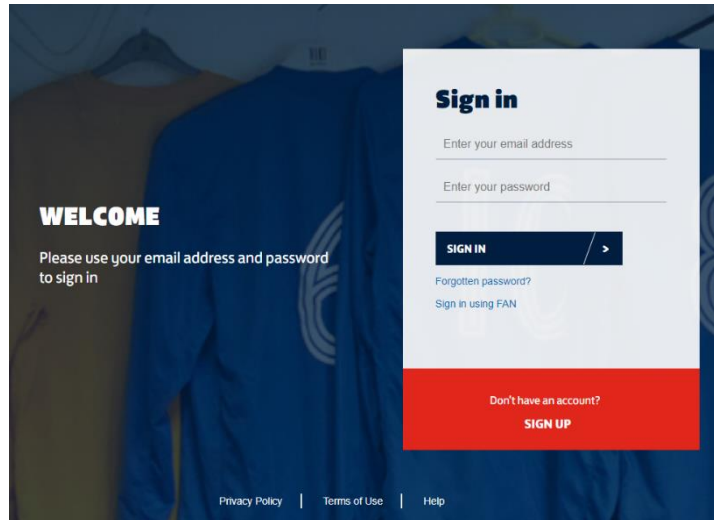 WELCOME
Please use your email address and password
to sign in
Sign in
Enter your email address
Enter your password
SIGN IN >
Forgotten password?
Sign in using FAN
Don't have an account?
SIGN UP
Privacy Policy | Terms of Use | Help